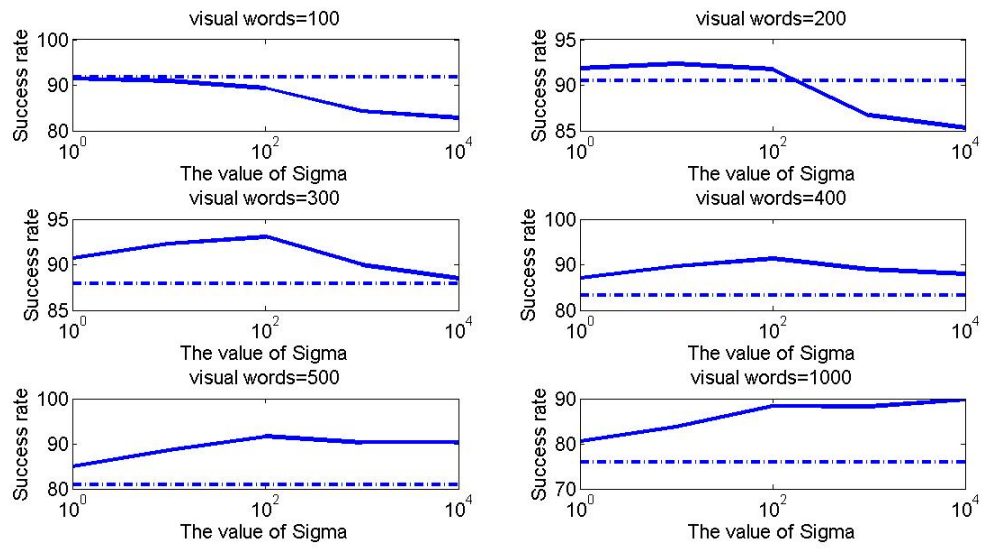 visual words=100
100
90
80
Success rate
10^0
10^2
10^4
The value of Sigma
visual words=200
95
90
85
Success rate
10^0
10^2
10^4
The value of Sigma
visual words=300
95
90
85
Success rate
10^0
10^2
10^4
The value of Sigma
visual words=400
100
90
80
Success rate
10^0
10^2
10^4
The value of Sigma
visual words=500
100
90
80
Success rate
10^0
10^2
10^4
The value of Sigma
visual words=1000
90
80
70
Success rate
10^0
10^2
10^4
The value of Sigma